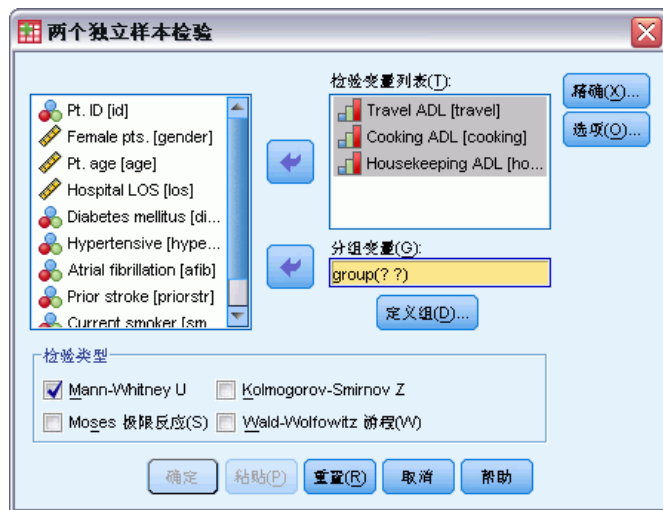 两个独立样本检验
检验变量列表(T):
Pt. ID [id]
Female pts. [gender]
Pt. age [age]
Hospital LOS [los]
Diabetes mellitus [di...
Hypertensive [hype...
Atrial fibrillation [afib]
Prior stroke [priorstr]
Current smoker [sm
Travel ADL [travel]
Cooking ADL [cooking]
Housekeeping ADL [ho...
精确(X)...
选项(O)...
分组变量(G):
group(? ?)
定义组(D)...
检验类型
Mann-Whitney U
Kolmogorov-Smirnov Z
Moses 极限反应(S)
Wald-Wolfowitz 游程(W)
确定
粘贴(P)
重置(R)
取消
帮助